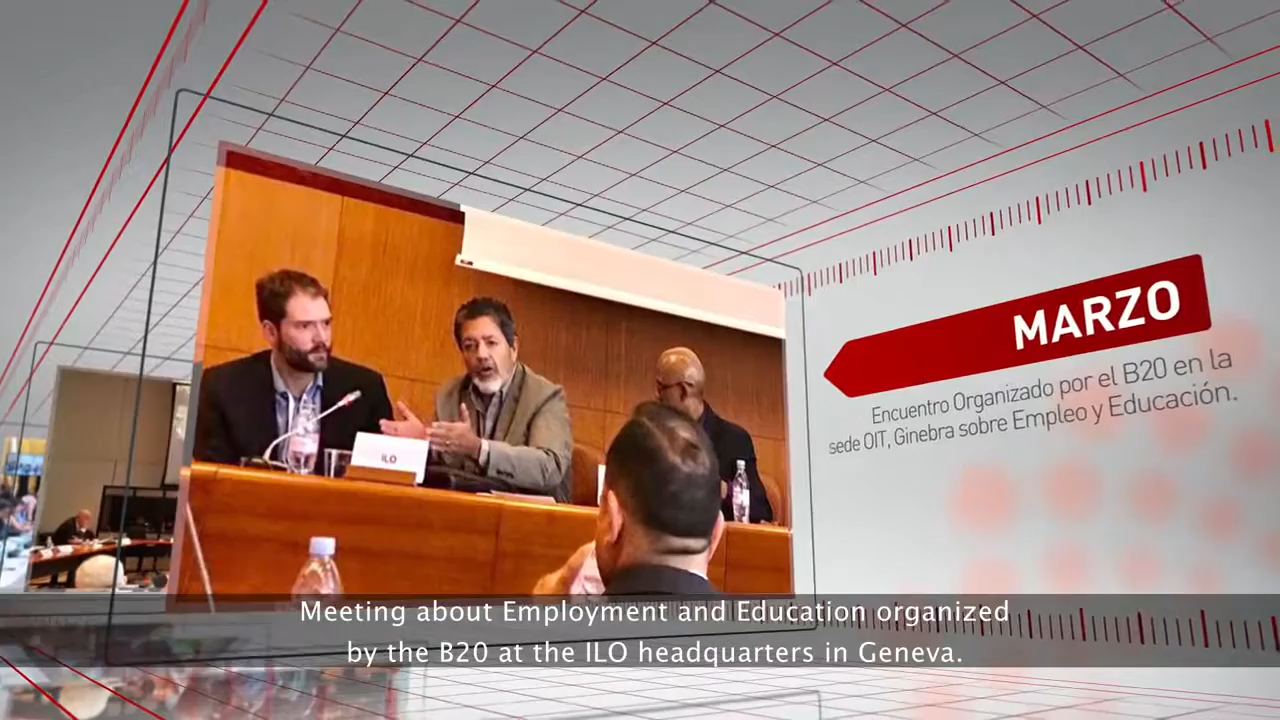 MARZO
Encuentro Organizado por el B20 en la
sede OIT, Ginebra sobre Empleo y Educación.
ILO
Meeting about Employment and Education organized
by the B20 at the ILO headquarters in Geneva.